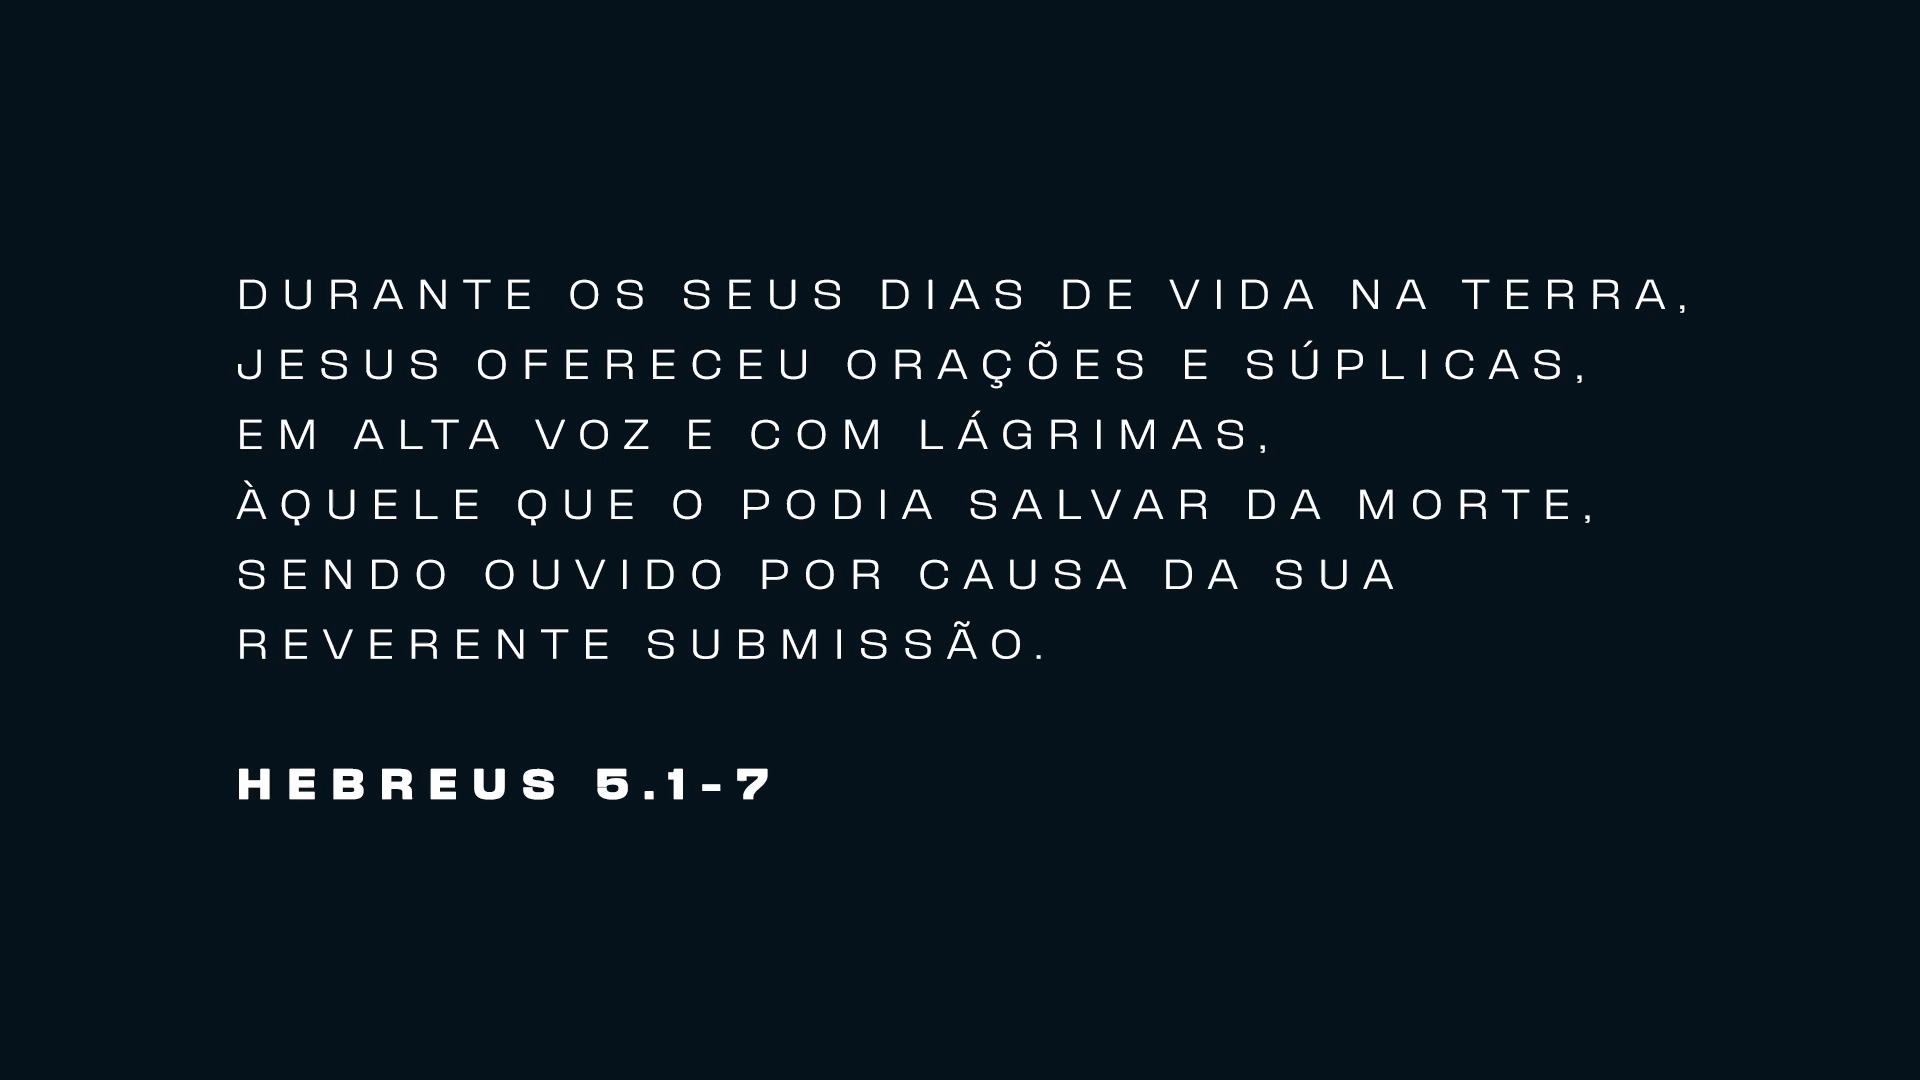 DURANTE OS SEUS DIAS DE VIDA NA TERRA,
JESUS OFERECEU ORAÇÕES E SÚPLICAS,
EM ALTA VOZ E COM LÁGRIMAS,
ÀQUELE QUE O PODIA SALVAR DA MORTE,
SENDO OUVIDO POR CAUSA DA SUA
REVERENTE SUBMISSÃO.
HEBREUS 5.1-7